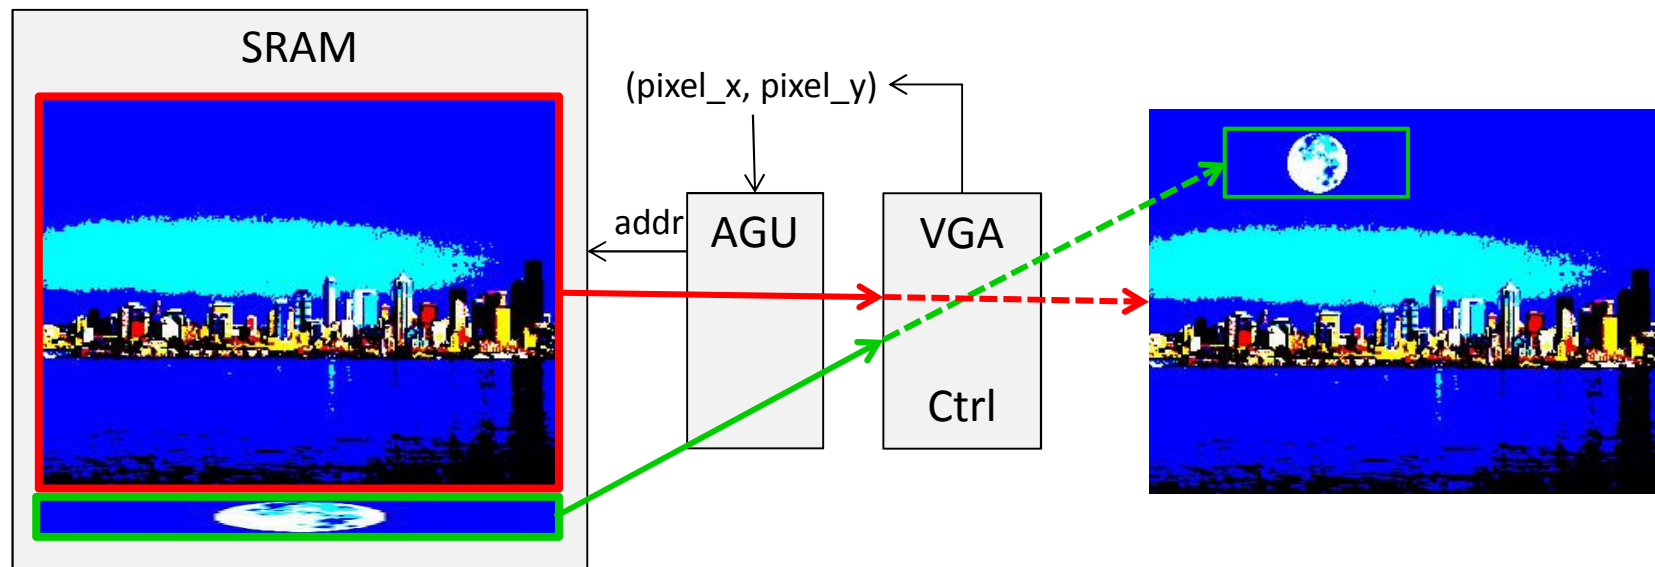 SRAM
(pixel_x, pixel_y)
addr
AGU
VGA
Ctrl